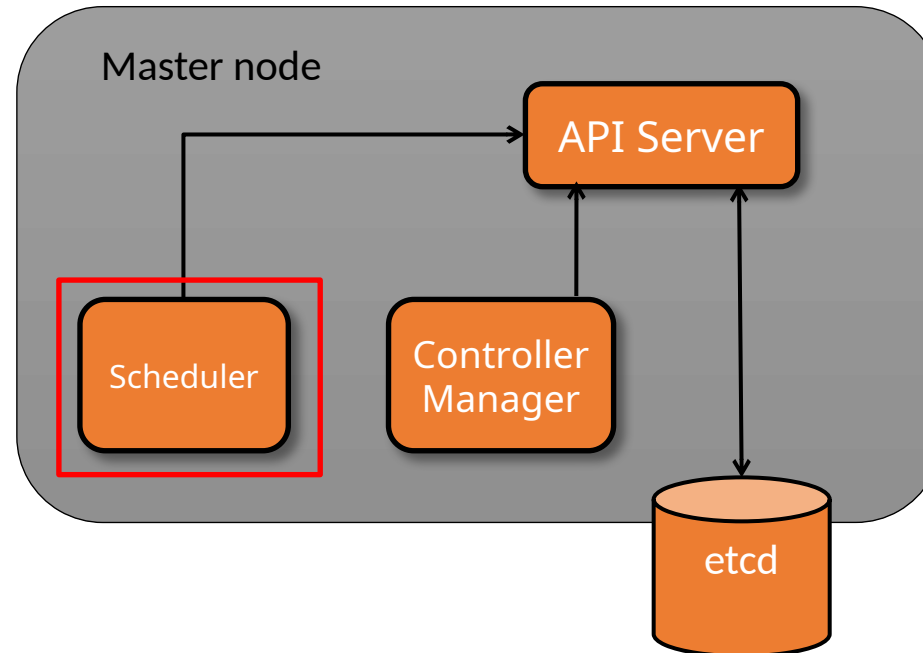 Master node
API Server
Scheduler
Controller
Manager
etcd